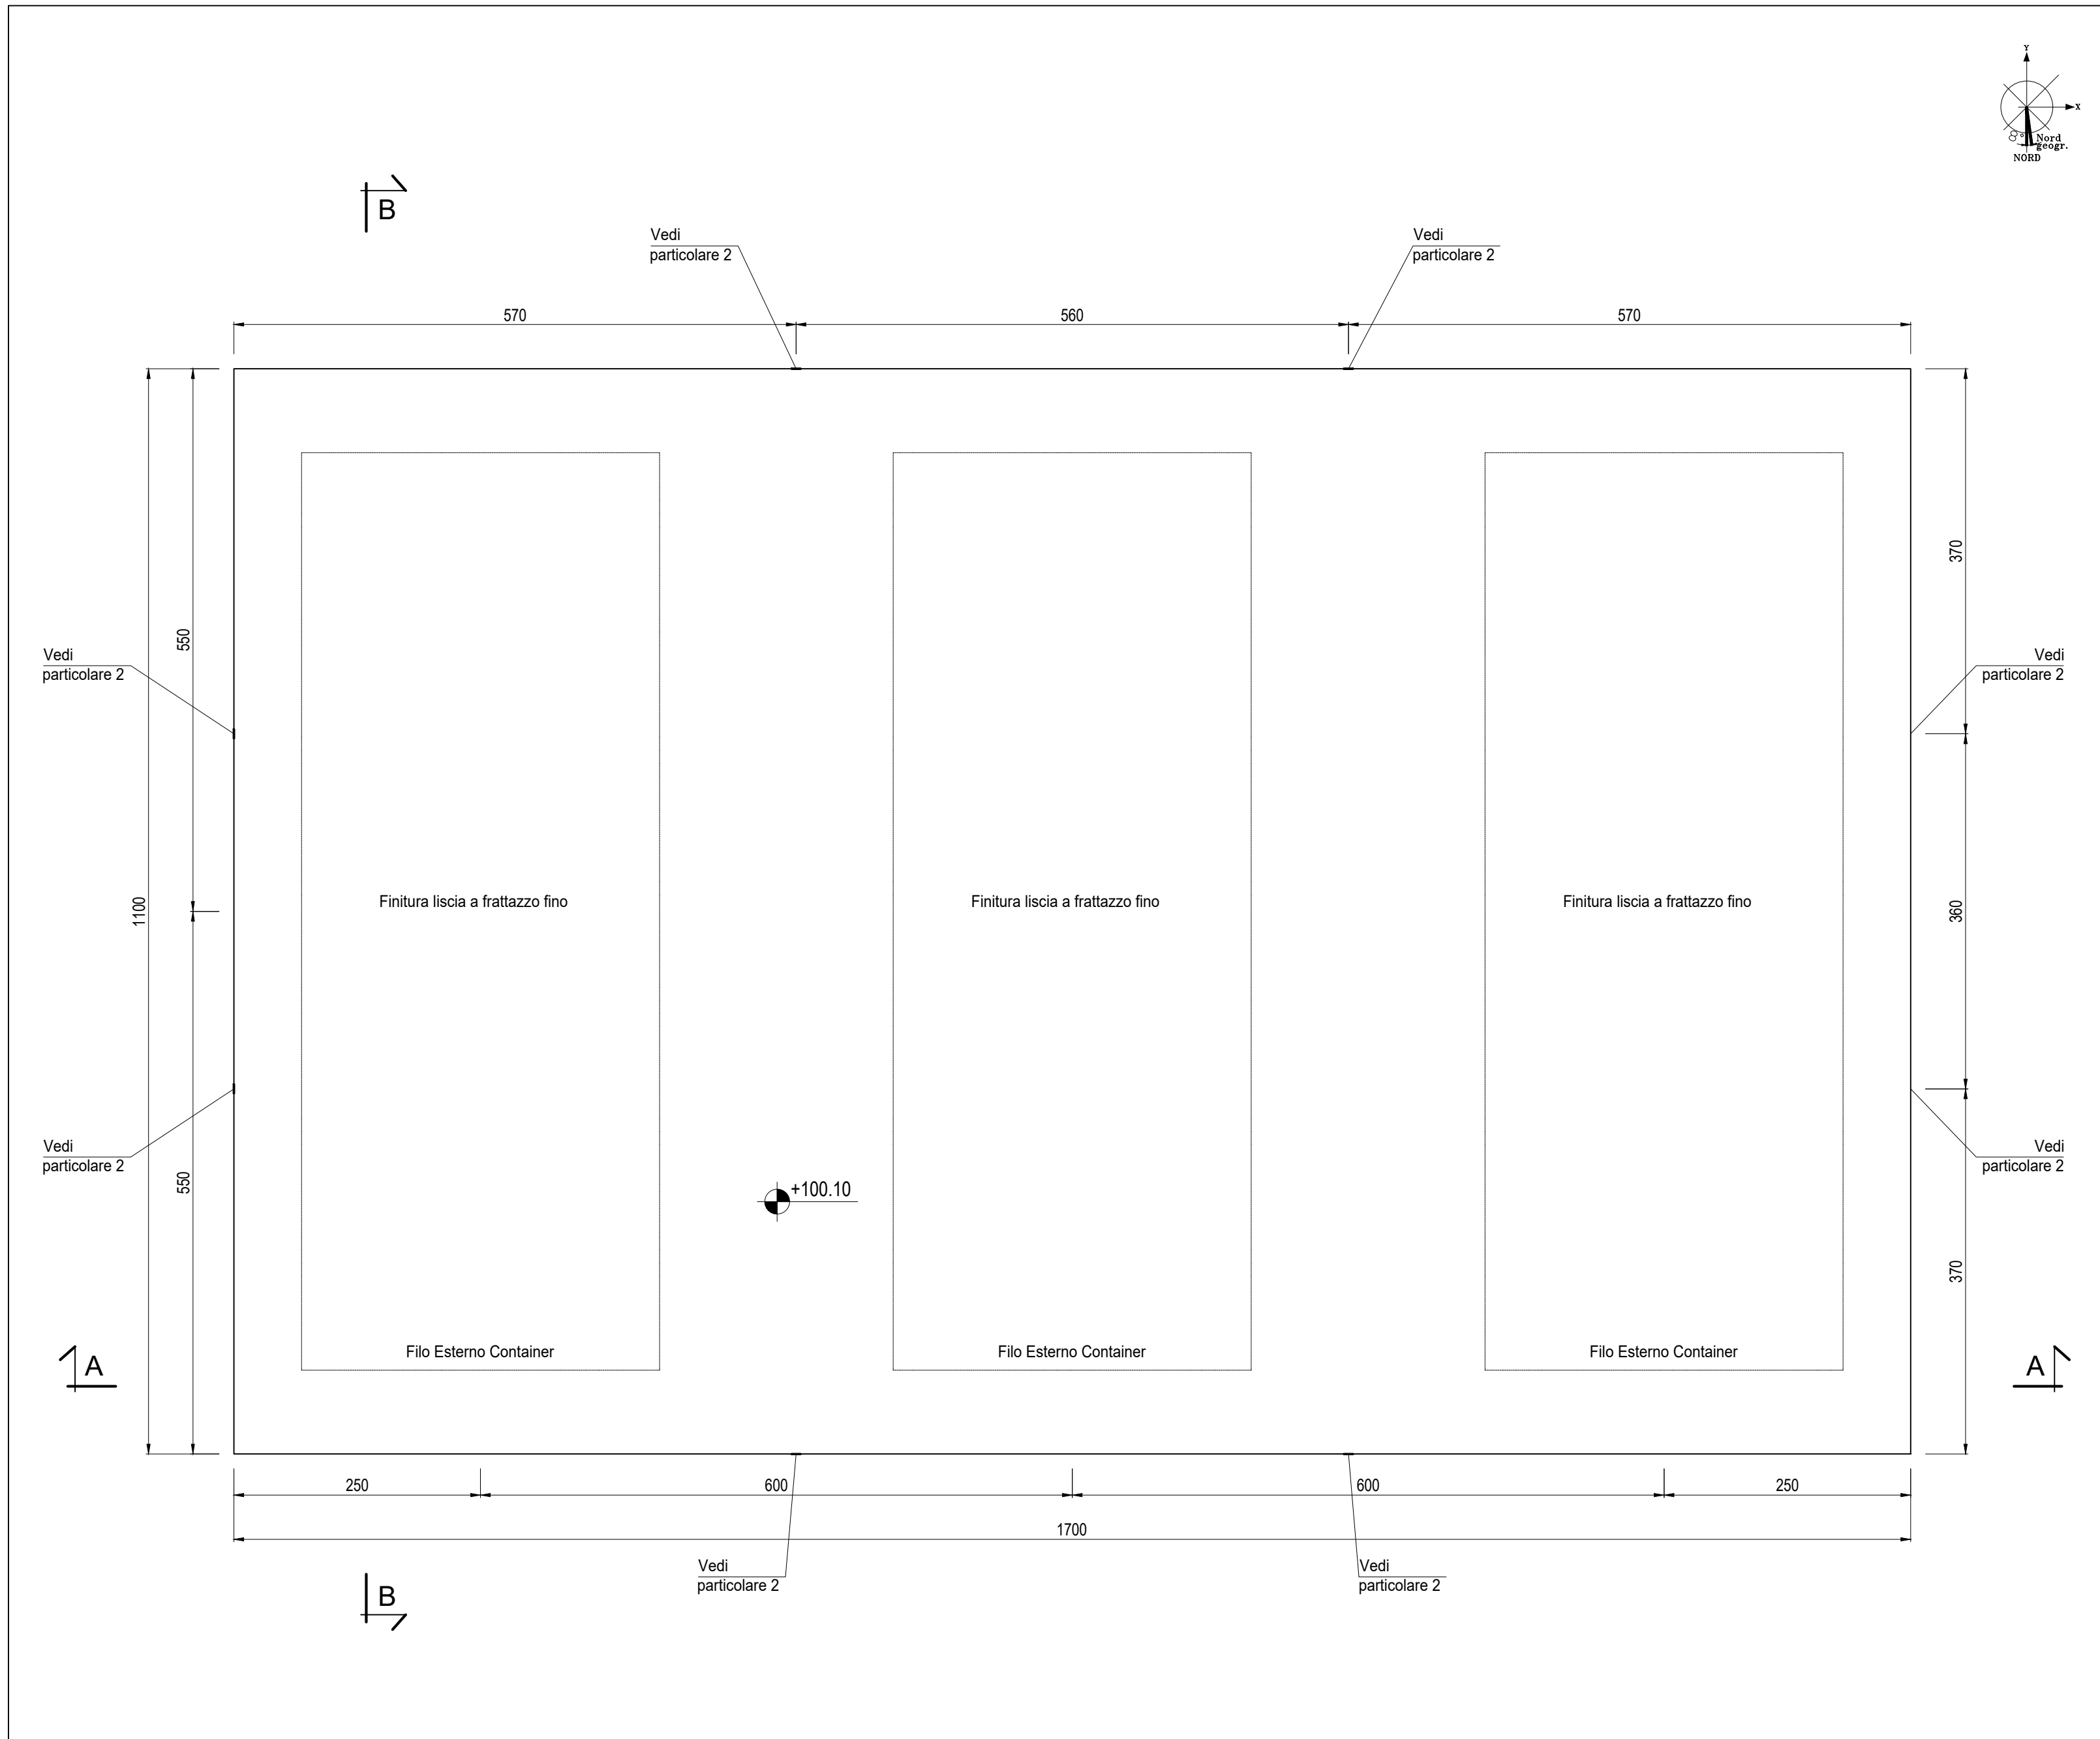 Y
X
8°
Nord
geogr.
NORD
B
Vedi
particolare 2
Vedi
particolare 2
570
560
570
550
370
Vedi
particolare 2
Vedi
particolare 2
1100
Finitura liscia a frattazzo fino
Finitura liscia a frattazzo fino
Finitura liscia a frattazzo fino
360
Vedi
particolare 2
Vedi
particolare 2
550
+100.10
370
A
Filo Esterno Container
Filo Esterno Container
Filo Esterno Container
A
250
600
600
250
1700
Vedi
particolare 2
Vedi
particolare 2
B